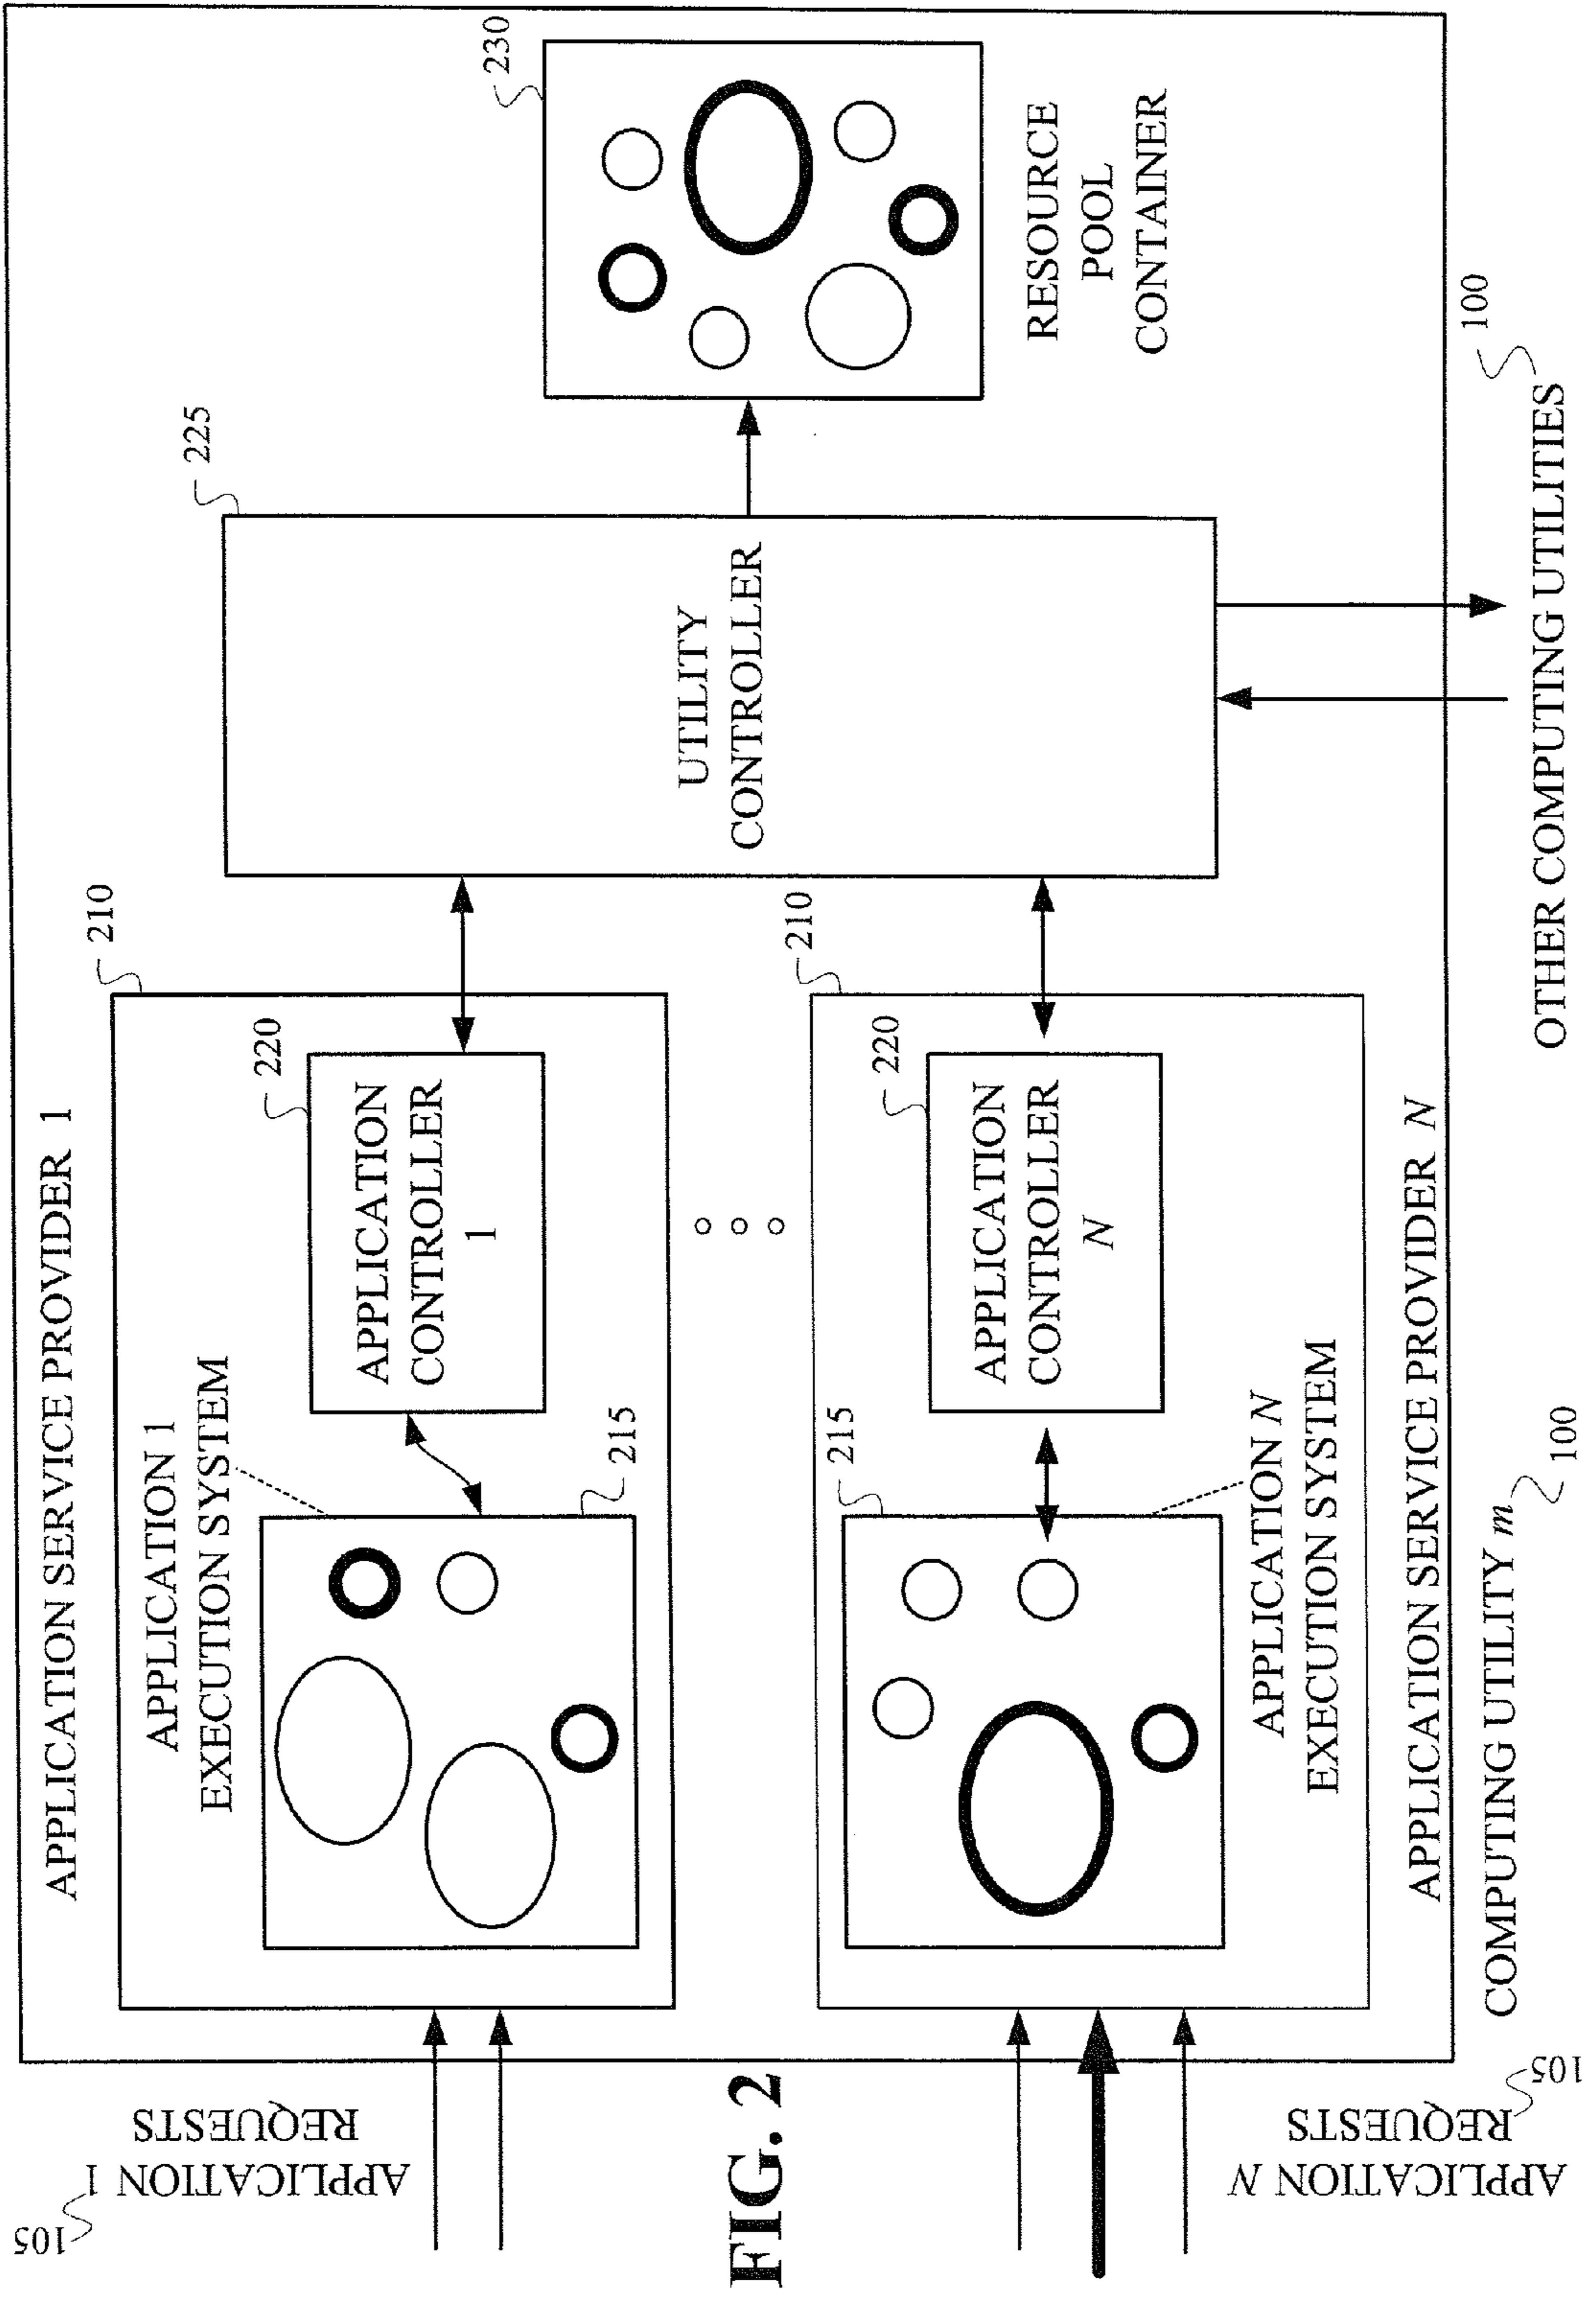 APPLICATION SERVICE PROVIDER 1
210
APPLICATION 1
EXECUTION SYSTEM
220
APPLICATION
CONTROLLER
1
215
225
UTILITY
CONTROLLER
230
RESOURCE
POOL
CONTAINER
210
215
220
APPLICATION
CONTROLLER
N
APPLICATION N
EXECUTION SYSTEM
APPLICATION SERVICE PROVIDER N
COMPUTING UTILITY m
100
OTHER COMPUTING UTILITIES
100
105
APPLICATION 1
REQUESTS
APPLICATION N
REQUESTS
105
FIG. 2